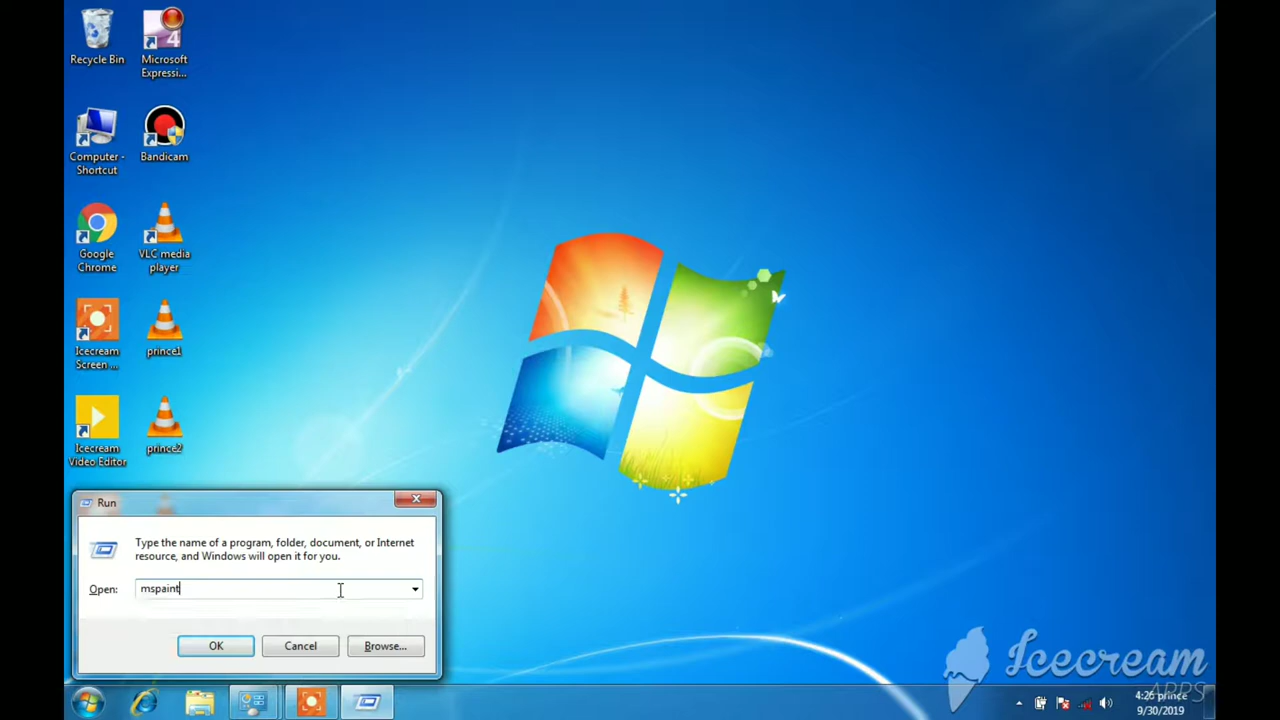 Recycle Bin
Microsoft
Expressi...
4
Computer -
Shortcut
Bandicam
Google
Chrome
VLC media
player
Icecream
Screen ...
prince1
Icecream
Video Editor
prince2
Run
Type the name of a program, folder, document, or Internet
resource, and Windows will open it for you.
Open:
mspaint
OK
Cancel
Browse...
Icecream
APPS
4:26 prince
9/30/2019